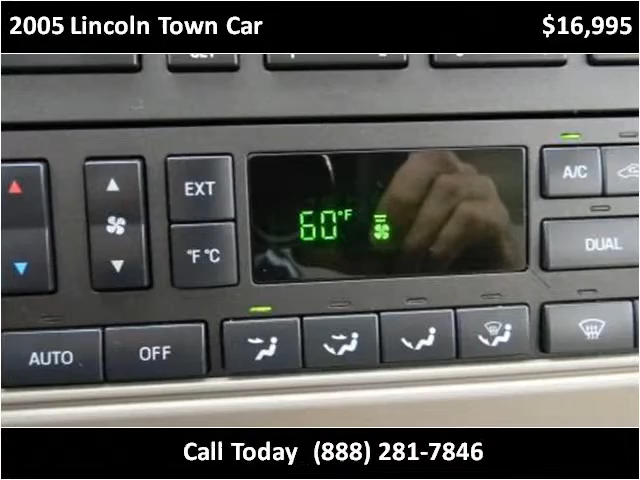 2005 Lincoln Town Car $16,995
EXT
60°F
A/C
°F °C
DUAL
AUTO
OFF
Call Today (888) 281-7846